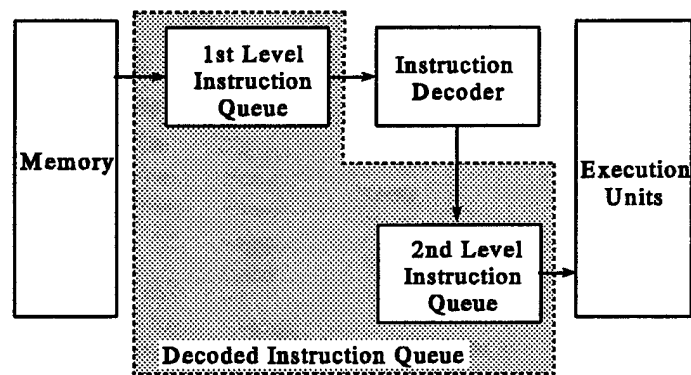 1st Level
Instruction
Queue
Instruction
Decoder
Memory
Execution
Units
2nd Level
Instruction
Queue
Decoded Instruction Queue